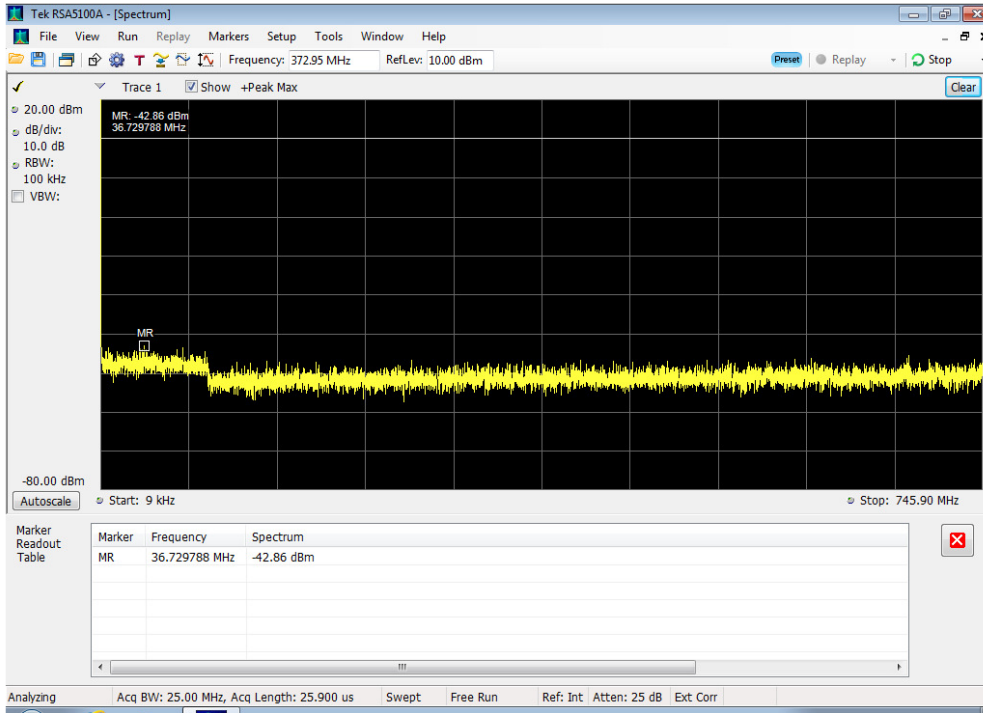 Tek RSA5100A - [Spectrum]
File View Run Replay Markers Setup Tools Window Help
T Frequency: 372.95 MHz RefLev: 10.00 dBm Preset Replay Stop
Trace 1 Show +Peak Max Clear
20.00 dBm
dB/div:
10.0 dB
RBW:
100 kHz
VBW:
MR: -42.86 dBm
36.729788 MHz
MR
-80.00 dBm
Autoscale Start: 9 kHz Stop: 745.90 MHz
Marker
Readout
Table
Marker Frequency Spectrum
MR 36.729788 MHz -42.86 dBm
Analyzing Acq BW: 25.00 MHz, Acq Length: 25.900 us Swept Free Run Ref: Int Atten: 25 dB Ext Corr